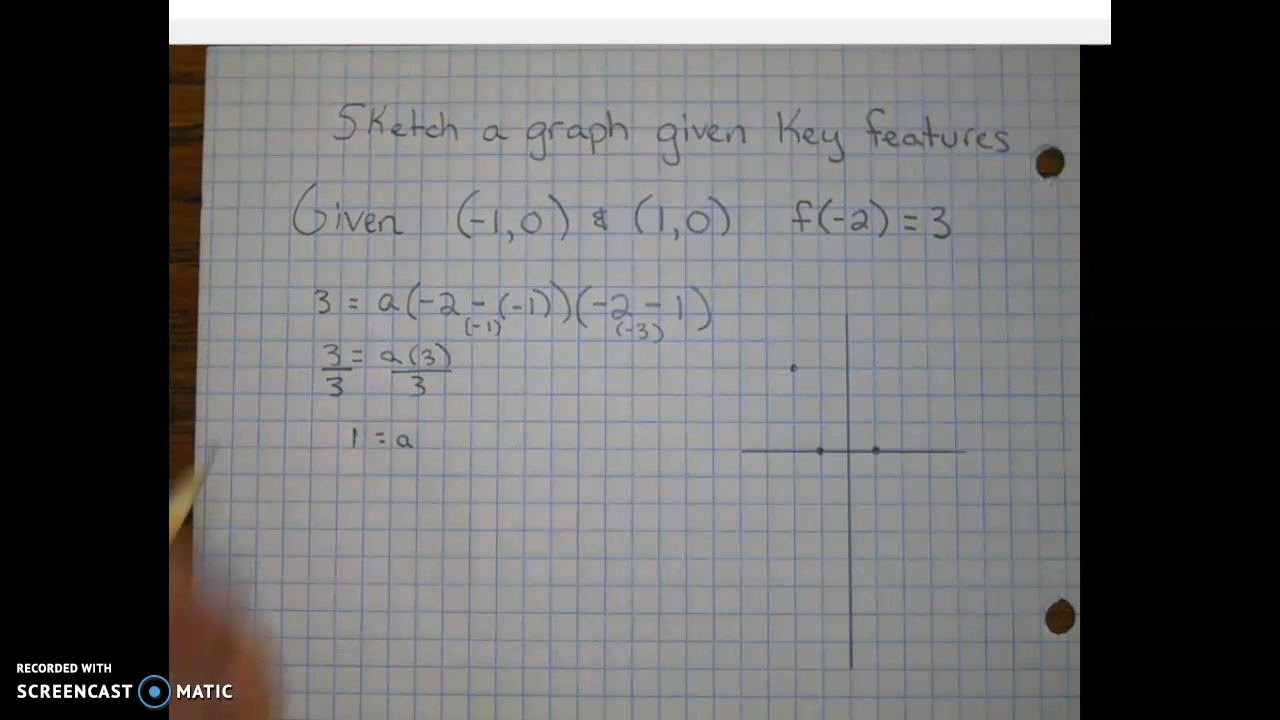 Sketch a graph given Key features
Given (-1,0) & (1,0) f(-2) = 3
3 = a(-2 - (-1))(-2 - 1)
(-1) (-3)
3 = a(3)
3 3
1 = a
RECORDED WITH
SCREENCAST MATIC